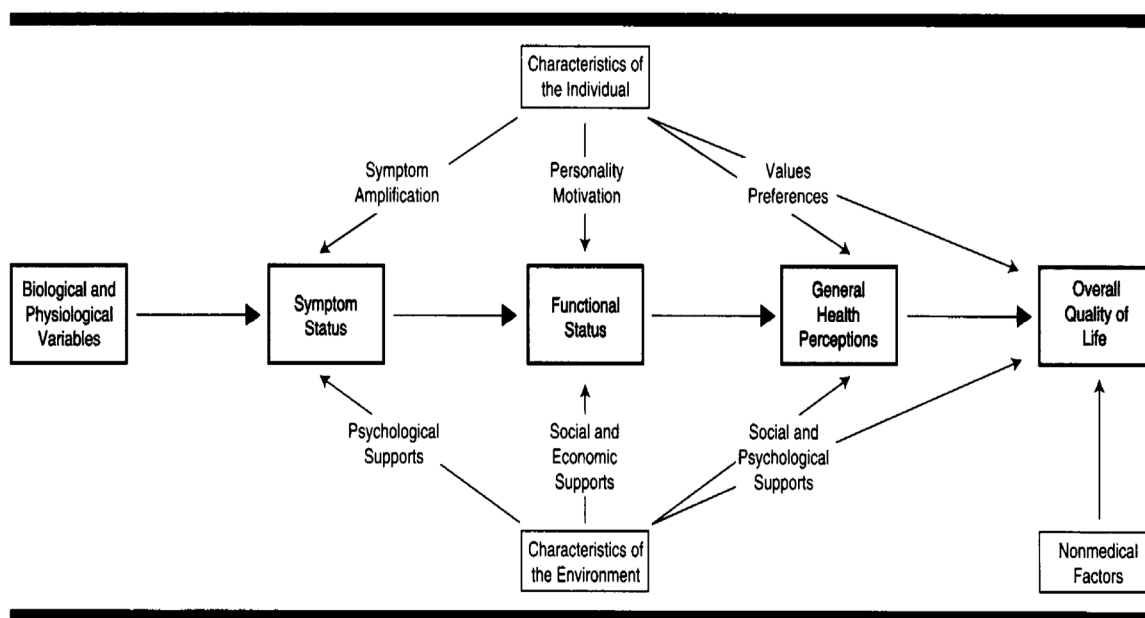 Characteristics of
the Individual
Symptom
Amplification
Personality
Motivation
Values
Preferences
Biological and
Physiological
Variables
Symptom
Status
Functional
Status
General
Health
Perceptions
Overall
Quality of
Life
Psychological
Supports
Social and
Economic
Supports
Social and
Psychological
Supports
Characteristics of
the Environment
Nonmedical
Factors